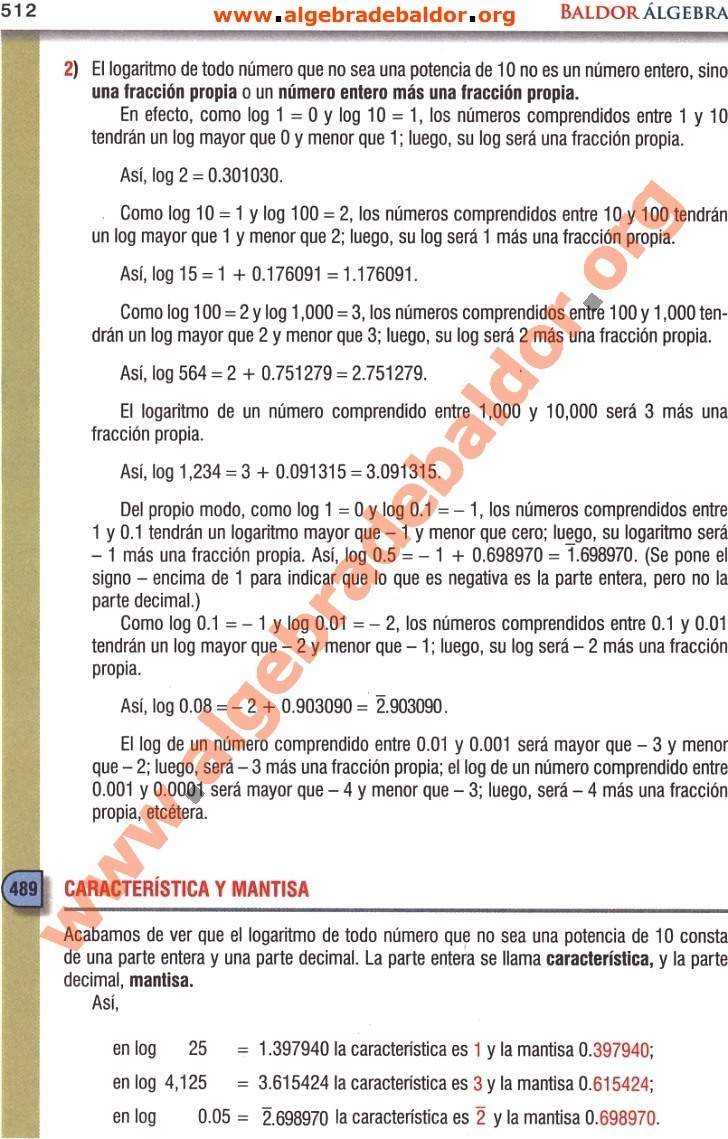 512
www.algebradebaldor.org
BALDOR ÁLGEBRA
2) El logaritmo de todo número que no sea una potencia de 10 no es un número entero, sino
una fracción propia o un número entero más una fracción propia.
En efecto, como log 1 = 0 y log 10 = 1, los números comprendidos entre 1 y 10
tendrán un log mayor que 0 y menor que 1; luego, su log será una fracción propia.
Así, log 2 = 0.301030.
Como log 10 = 1 y log 100 = 2, los números comprendidos entre 10 y 100 tendrán
un log mayor que 1 y menor que 2; luego, su log será 1 más una fracción propia.
Así, log 15 = 1 + 0.176091 = 1.176091.
Como log 100 = 2 y log 1,000 = 3, los números comprendidos entre 100 y 1,000 ten-
drán un log mayor que 2 y menor que 3; luego, su log será 2 más una fracción propia.
Así, log 564 = 2 + 0.751279 = 2.751279.
El logaritmo de un número comprendido entre 1,000 y 10,000 será 3 más una
fracción propia.
Así, log 1,234 = 3 + 0.091315 = 3.091315.
Del propio modo, como log 1 = 0 y log 0.1 = – 1, los números comprendidos entre
1 y 0.1 tendrán un logaritmo mayor que – 1 y menor que cero; luego, su logaritmo será
– 1 más una fracción propia. Así, log 0.5 = – 1 + 0.698970 = 1̅.698970. (Se pone el
signo – encima de 1 para indicar que lo que es negativa es la parte entera, pero no la
parte decimal.)
Como log 0.1 = – 1 y log 0.01 = – 2, los números comprendidos entre 0.1 y 0.01
tendrán un log mayor que – 2 y menor que – 1; luego, su log será – 2 más una fracción
propia.
Así, log 0.08 = – 2 + 0.903090 = 2̅.903090.
El log de un número comprendido entre 0.01 y 0.001 será mayor que – 3 y menor
que – 2; luego, será – 3 más una fracción propia; el log de un número comprendido entre
0.001 y 0.0001 será mayor que – 4 y menor que – 3; luego, será – 4 más una fracción
propia, etcétera.
www.algebradebaldor.org
489 CARACTERÍSTICA Y MANTISA
Acabamos de ver que el logaritmo de todo número que no sea una potencia de 10 consta
de una parte entera y una parte decimal. La parte entera se llama característica, y la parte
decimal, mantisa.
Así,
en log 25 = 1.397940 la característica es 1 y la mantisa 0.397940;
en log 4,125 = 3.615424 la característica es 3 y la mantisa 0.615424;
en log 0.05 = 2̅.698970 la característica es 2̅ y la mantisa 0.698970.